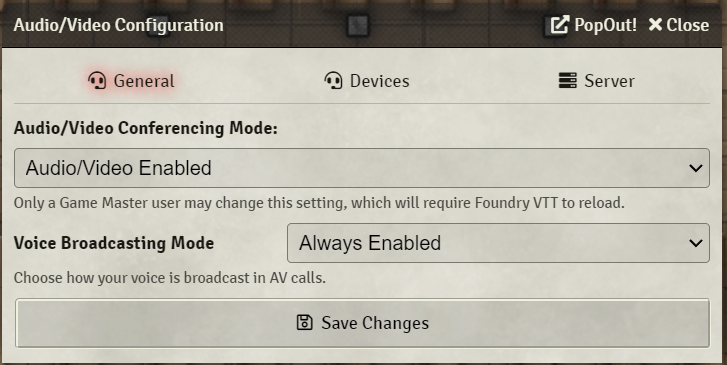 Audio/Video Configuration PopOut! Close
General Devices Server
Audio/Video Conferencing Mode:
Audio/Video Enabled
Only a Game Master user may change this setting, which will require Foundry VTT to reload.
Voice Broadcasting Mode Always Enabled
Choose how your voice is broadcast in AV calls.
Save Changes